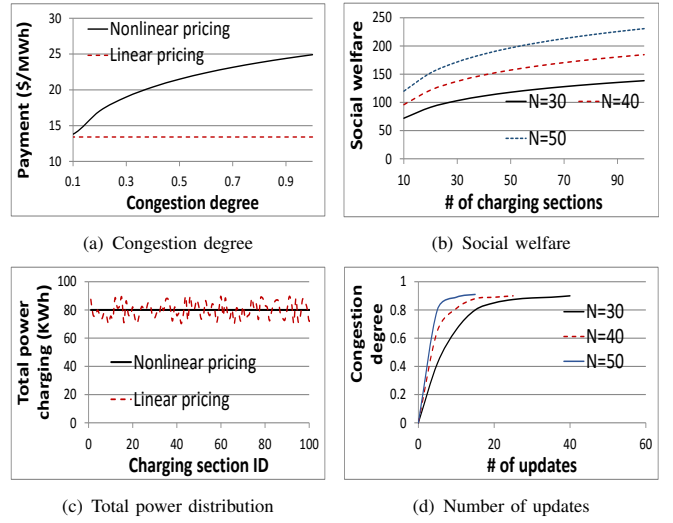 Payment ($/MWh)
30
25
20
15
10
Nonlinear pricing
Linear pricing
0.1 0.3 0.5 0.7 0.9
Congestion degree
(a) Congestion degree
Social welfare
250
200
150
100
50
0
N=30 N=40
N=50
10 30 50 70 90
# of charging sections
(b) Social welfare
Total power
charging (KWh)
100
80
60
40
20
0
Nonlinear pricing
Linear pricing
0 20 40 60 80 100
Charging section ID
(c) Total power distribution
Congestion
degree
1
0.8
0.6
0.4
0.2
0
N=30
N=40
N=50
0 20 40 60
# of updates
(d) Number of updates